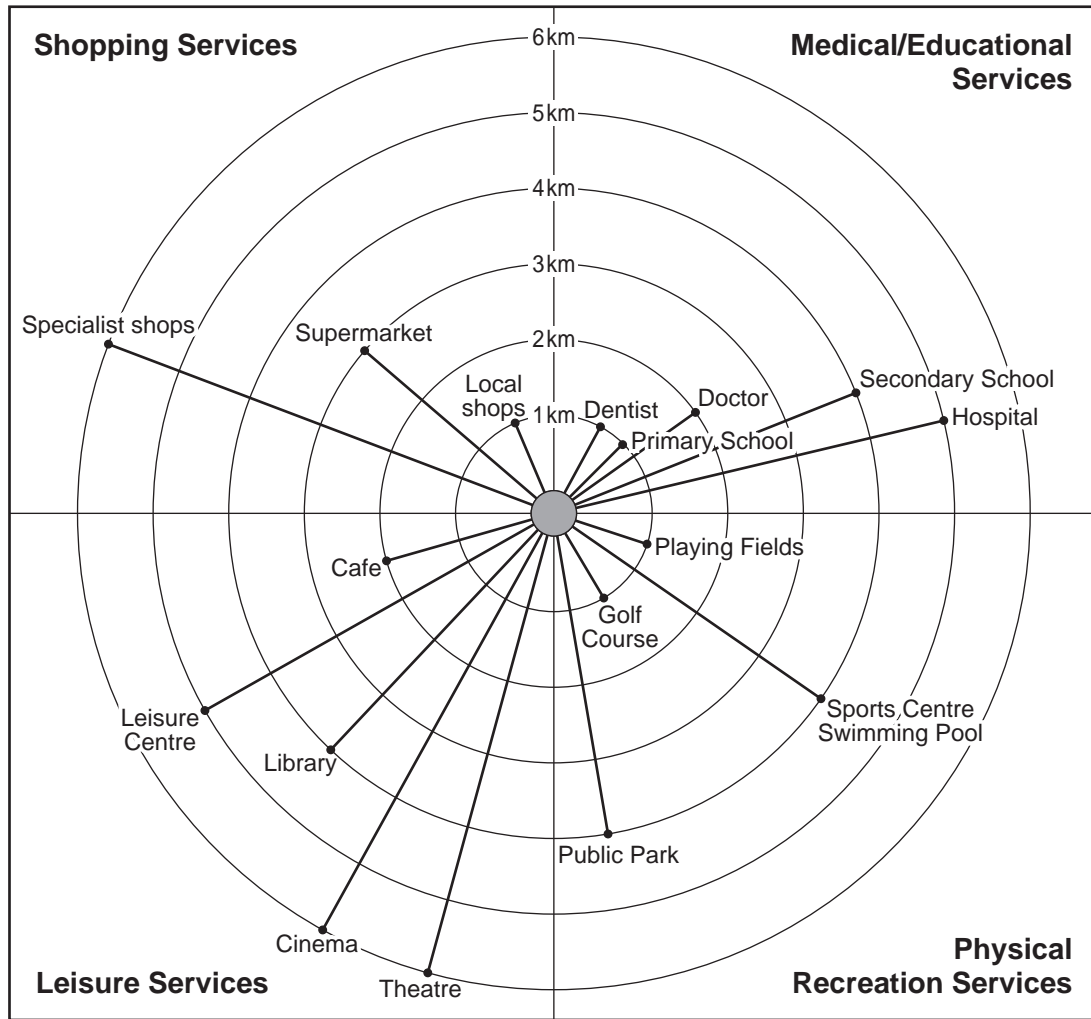 Shopping Services
6km
Medical/Educational
Services
5km
4km
3km
Specialist shops
Supermarket
2km
Local
shops
1km
Dentist
Doctor
Primary School
Secondary School
Hospital
Cafe
Playing Fields
Golf
Course
Leisure
Centre
Library
Sports Centre
Swimming Pool
Public Park
Cinema
Theatre
Leisure Services
Physical
Recreation Services